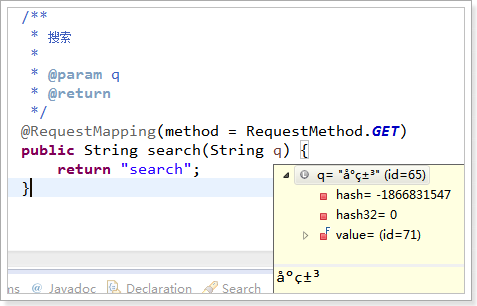 /**
 * 搜索
 *
 * @param q
 * @return
 */
@RequestMapping(method = RequestMethod.GET)
public String search(String q) {
    return "search";
}
q= "å°ç±³" (id=65)
hash= -1866831547
hash32= 0
F
value= (id=71)
å°ç±³
ms @ Javadoc Declaration Search